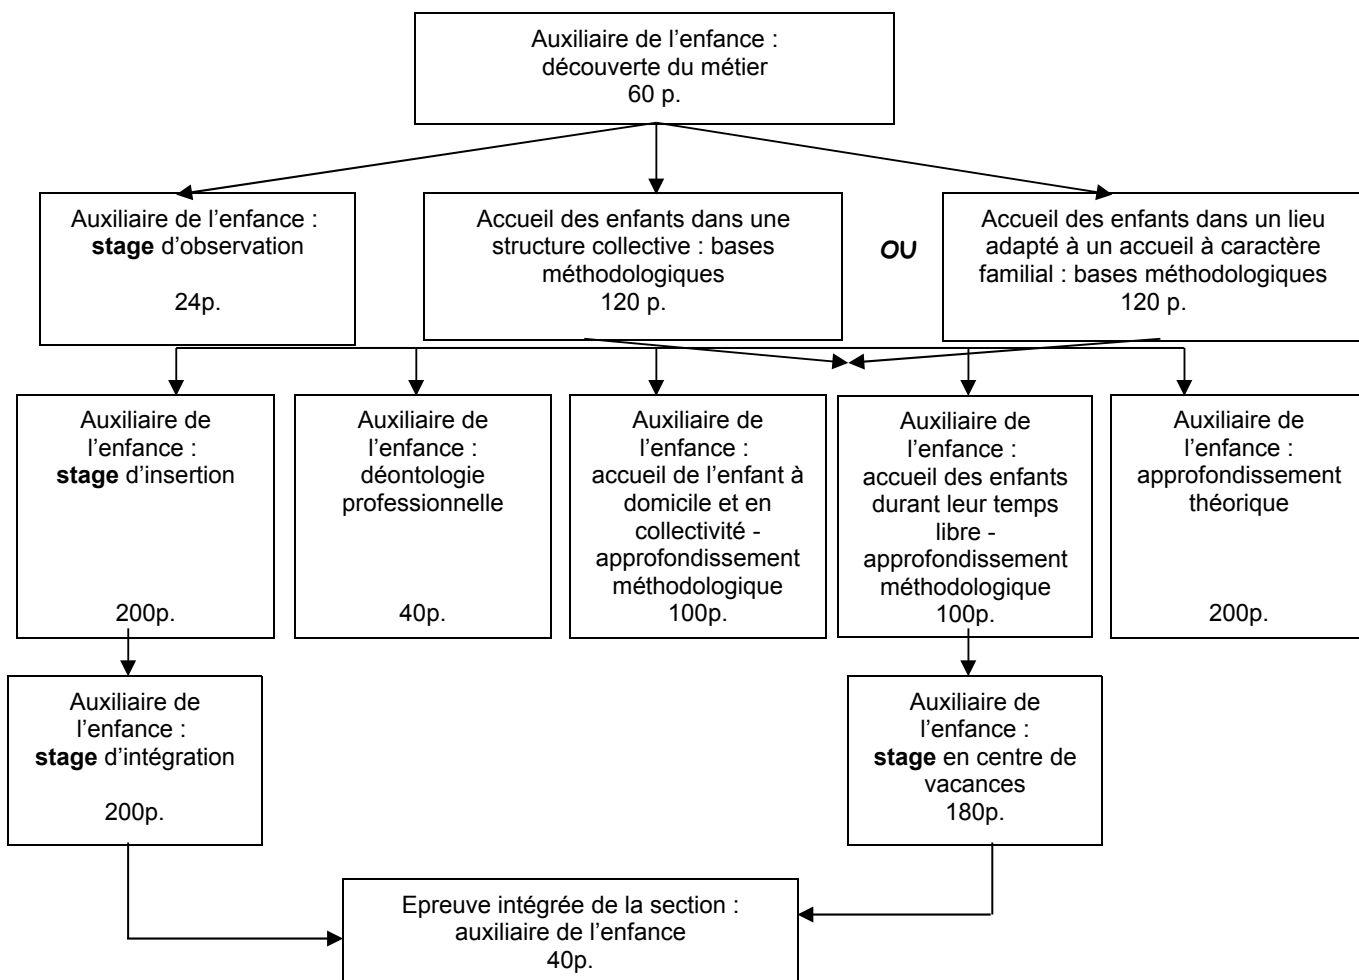 Auxiliaire de l’enfance :
découverte du métier
60 p.
Auxiliaire de l’enfance :
stage d’observation
24p.
Accueil des enfants dans une
structure collective : bases
méthodologiques
120 p.
OU
Accueil des enfants dans un lieu
adapté à un accueil à caractère
familial : bases méthodologiques
120 p.
Auxiliaire de
l’enfance :
stage d’insertion
200p.
Auxiliaire de
l’enfance :
déontologie
professionnelle
40p.
Auxiliaire de
l’enfance :
accueil de l’enfant à
domicile et en
collectivité -
approfondissement
méthodologique
100p.
Auxiliaire de
l’enfance :
accueil des enfants
durant leur temps
libre -
approfondissement
méthodologique
100p.
Auxiliaire de
l’enfance :
approfondissement
théorique
200p.
Auxiliaire de
l’enfance :
stage d’intégration
200p.
Auxiliaire de
l’enfance :
stage en centre de
vacances
180p.
Epreuve intégrée de la section :
auxiliaire de l’enfance
40p.